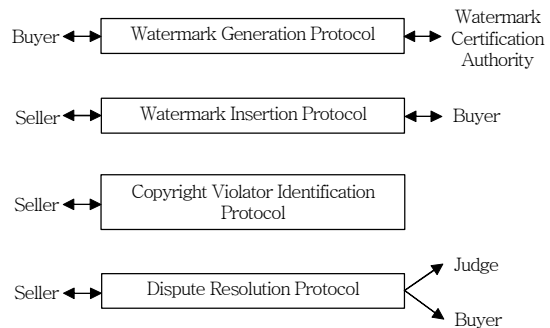 Buyer
Watermark Generation Protocol
Watermark
Certification
Authority
Seller
Watermark Insertion Protocol
Buyer
Seller
Copyright Violator Identification
Protocol
Seller
Dispute Resolution Protocol
Judge
Buyer